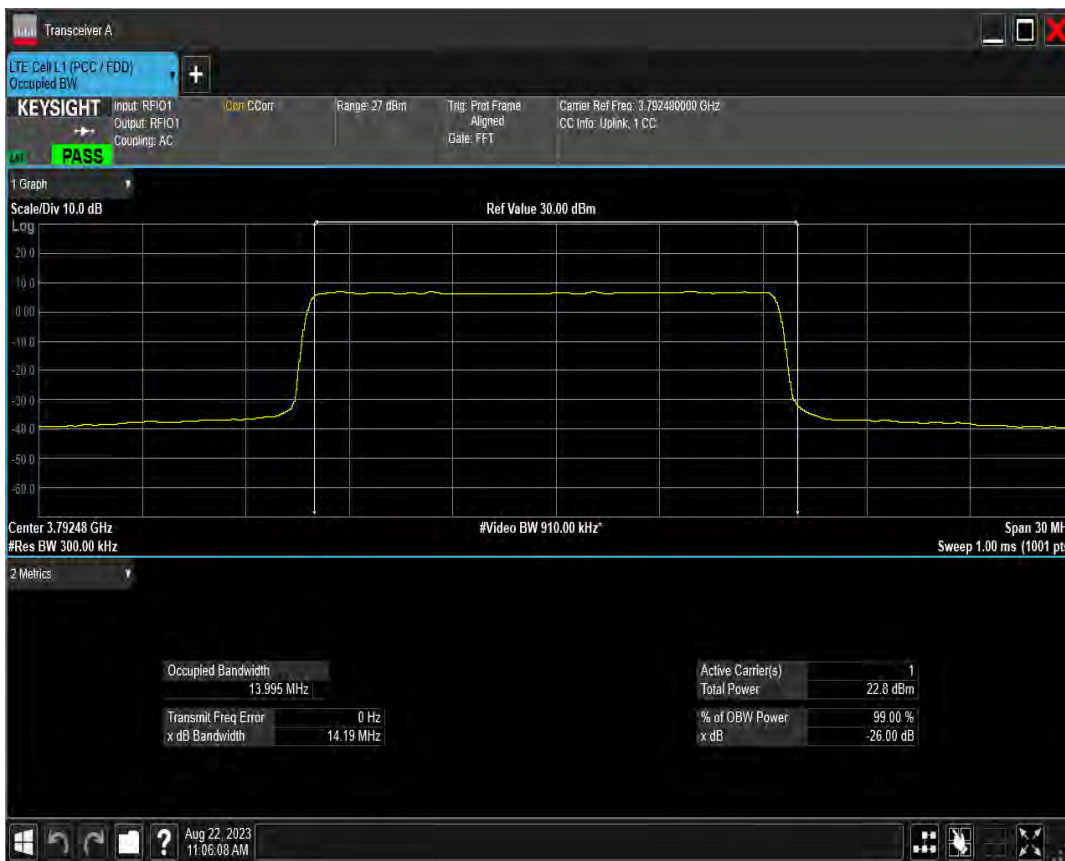 Transceiver A
LTE Cell L1 (PCC / FDD)
Occupied BW
KEYSIGHT
PASS
Input: RFIO1
Output: RFIO1
Coupling: AC
Corr CCorr
Range: 27 dBm
Trig: Prot Frame
Aligned
Gate: FFT
Carrier Ref Freq: 3.792480000 GHz
CC Info: Uplink, 1 CC
1 Graph
Scale/Div 10.0 dB
Ref Value 30.00 dBm
Log
20.0
10.0
0.00
-10.0
-20.0
-30.0
-40.0
-50.0
-60.0
Center 3.79248 GHz
#Video BW 910.00 kHz*
Span 30 MH
#Res BW 300.00 kHz
Sweep 1.00 ms (1001 pt
2 Metrics
Occupied Bandwidth
13.995 MHz
Transmit Freq Error 0 Hz
x dB Bandwidth 14.19 MHz
Active Carrier(s) 1
Total Power 22.8 dBm
% of OBW Power 99.00 %
x dB -26.00 dB
Aug 22, 2023
11:06:08 AM